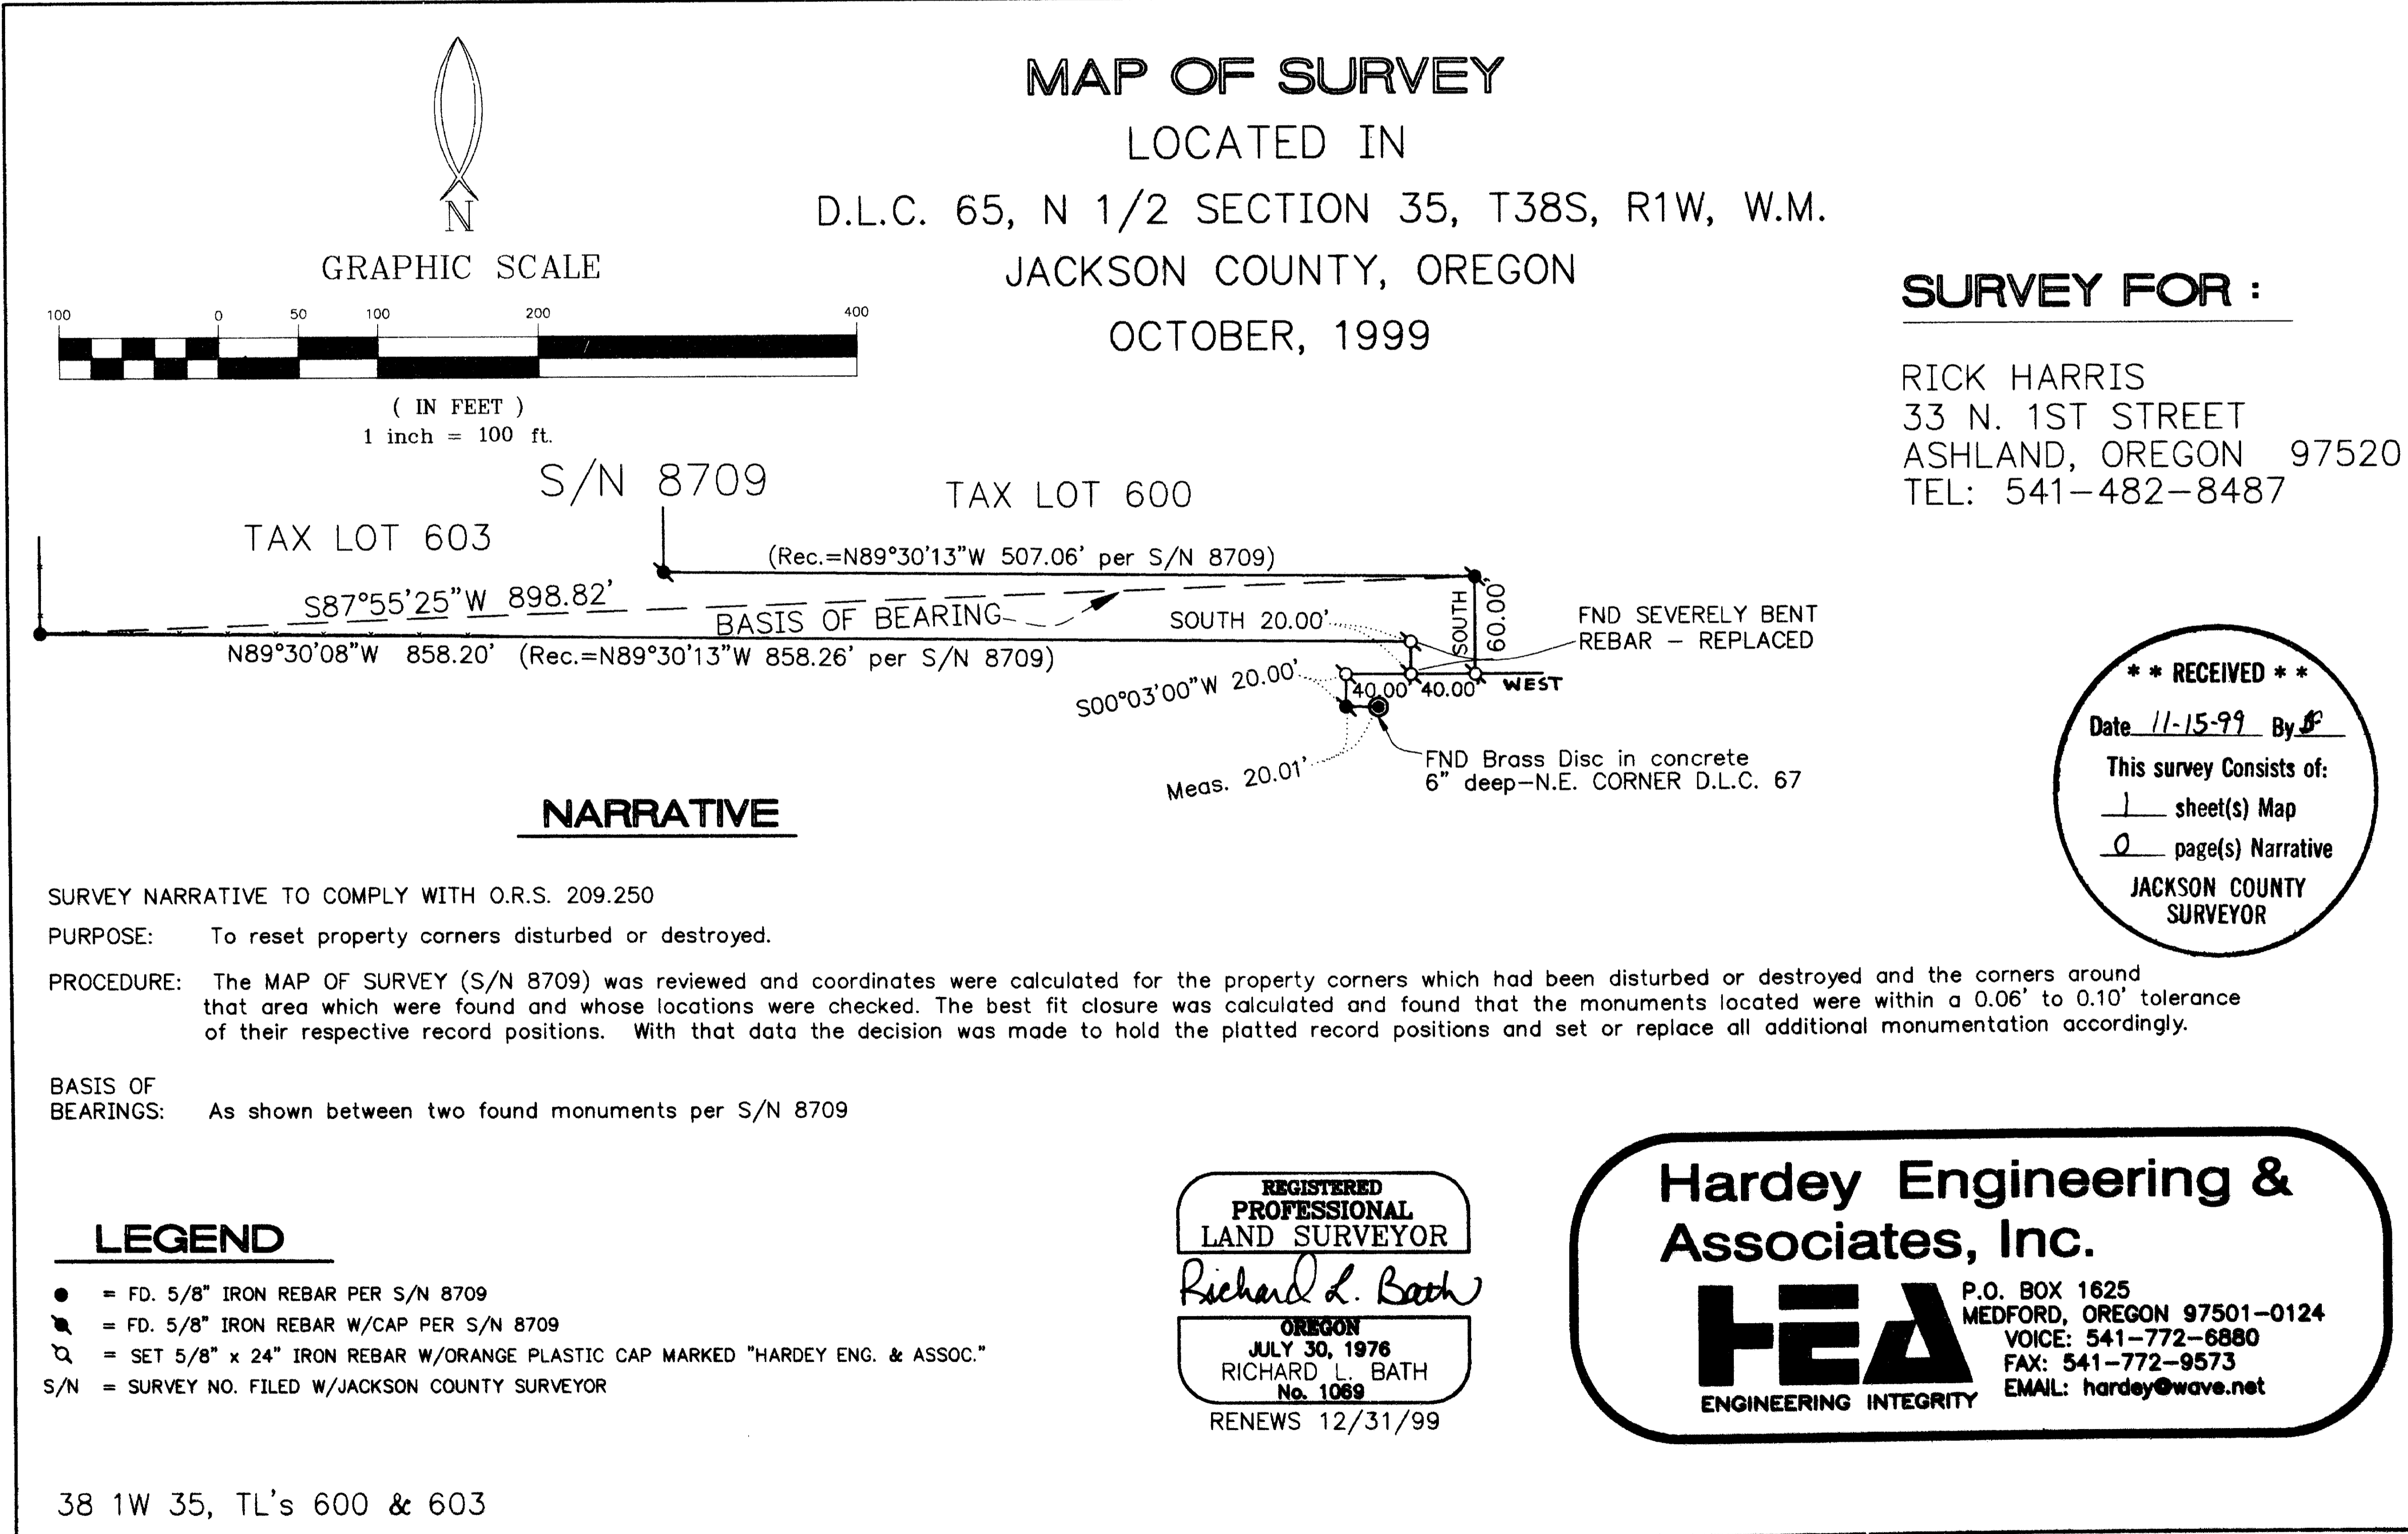 MAP OF SURVEY
LOCATED IN
D.L.C. 65, N 1/2 SECTION 35, T38S, R1W, W.M.
JACKSON COUNTY, OREGON
OCTOBER, 1999
N
GRAPHIC SCALE
100 0 50 100 200 400
( IN FEET )
1 inch = 100 ft.
SURVEY FOR :
RICK HARRIS
33 N. 1ST STREET
ASHLAND, OREGON 97520
TEL: 541-482-8487
S/N 8709
TAX LOT 600
TAX LOT 603
(Rec.=N89°30'13"W 507.06' per S/N 8709)
S87°55'25"W 898.82'
BASIS OF BEARING
SOUTH 20.00'
SOUTH
60.00'
FND SEVERELY BENT
REBAR - REPLACED
N89°30'08"W 858.20' (Rec.=N89°30'13"W 858.26' per S/N 8709)
S00°03'00"W 20.00'
40.00' 40.00' WEST
Meas. 20.01'
FND Brass Disc in concrete
6" deep-N.E. CORNER D.L.C. 67
* * RECEIVED * *
Date 11-15-99 By
This survey Consists of:
1 sheet(s) Map
0 page(s) Narrative
JACKSON COUNTY
SURVEYOR
NARRATIVE
SURVEY NARRATIVE TO COMPLY WITH O.R.S. 209.250
PURPOSE: To reset property corners disturbed or destroyed.
PROCEDURE: The MAP OF SURVEY (S/N 8709) was reviewed and coordinates were calculated for the property corners which had been disturbed or destroyed and the corners around
that area which were found and whose locations were checked. The best fit closure was calculated and found that the monuments located were within a 0.06' to 0.10' tolerance
of their respective record positions. With that data the decision was made to hold the platted record positions and set or replace all additional monumentation accordingly.
BASIS OF
BEARINGS: As shown between two found monuments per S/N 8709
LEGEND
= FD. 5/8" IRON REBAR PER S/N 8709
= FD. 5/8" IRON REBAR W/CAP PER S/N 8709
= SET 5/8" x 24" IRON REBAR W/ORANGE PLASTIC CAP MARKED "HARDEY ENG. & ASSOC."
S/N = SURVEY NO. FILED W/JACKSON COUNTY SURVEYOR
REGISTERED
PROFESSIONAL
LAND SURVEYOR
Richard L. Bath
OREGON
JULY 30, 1976
RICHARD L. BATH
No. 1069
RENEWS 12/31/99
Hardey Engineering &
Associates, Inc.
HEA
ENGINEERING INTEGRITY
P.O. BOX 1625
MEDFORD, OREGON 97501-0124
VOICE: 541-772-6880
FAX: 541-772-9573
EMAIL: hardey@wave.net
38 1W 35, TL's 600 & 603